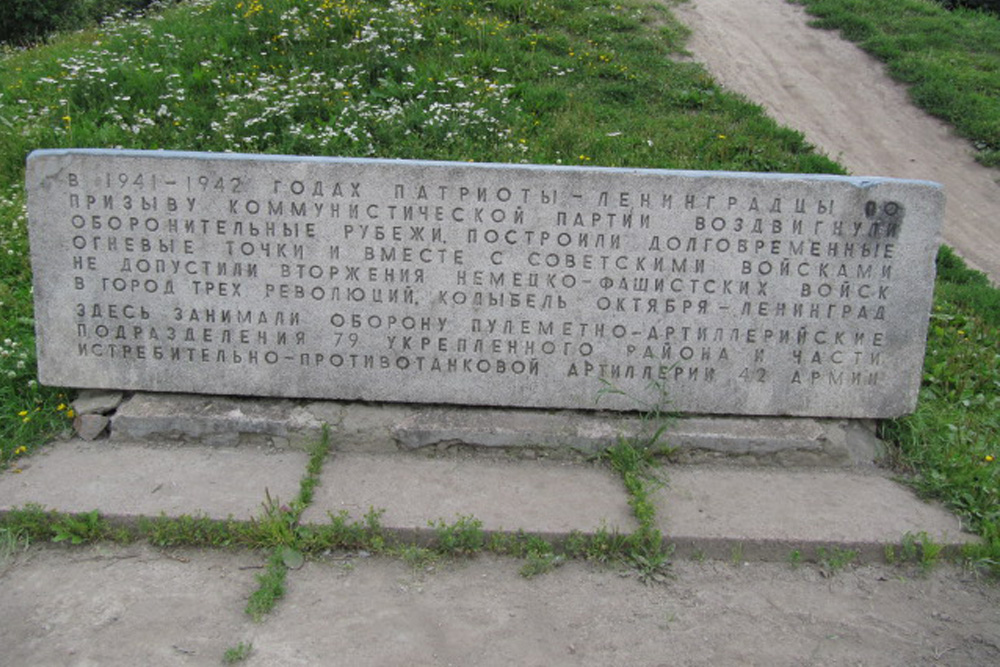 В 1941-1942 ГОДАХ ПАТРИОТЫ-ЛЕНИНГРАДЦЫ ПО
ПРИЗЫВУ КОММУНИСТИЧЕСКОЙ ПАРТИИ ВОЗДВИГНУЛИ
ОБОРОНИТЕЛЬНЫЕ РУБЕЖИ, ПОСТРОИЛИ ДОЛГОВРЕМЕННЫЕ
ОГНЕВЫЕ ТОЧКИ И ВМЕСТЕ С СОВЕТСКИМИ ВОЙСКАМИ
НЕ ДОПУСТИЛИ ВТОРЖЕНИЯ НЕМЕЦКО-ФАШИСТСКИХ ВОЙСК
В ГОРОД ТРЕХ РЕВОЛЮЦИЙ, КОЛЫБЕЛЬ ОКТЯБРЯ-ЛЕНИНГРАД
ЗДЕСЬ ЗАНИМАЛИ ОБОРОНУ ПУЛЕМЕТНО-АРТИЛЛЕРИЙСКИЕ
ПОДРАЗДЕЛЕНИЯ 79 УКРЕПЛЕННОГО РАЙОНА И ЧАСТИ
ИСТРЕБИТЕЛЬНО-ПРОТИВОТАНКОВОЙ АРТИЛЛЕРИИ 42 АРМИИ